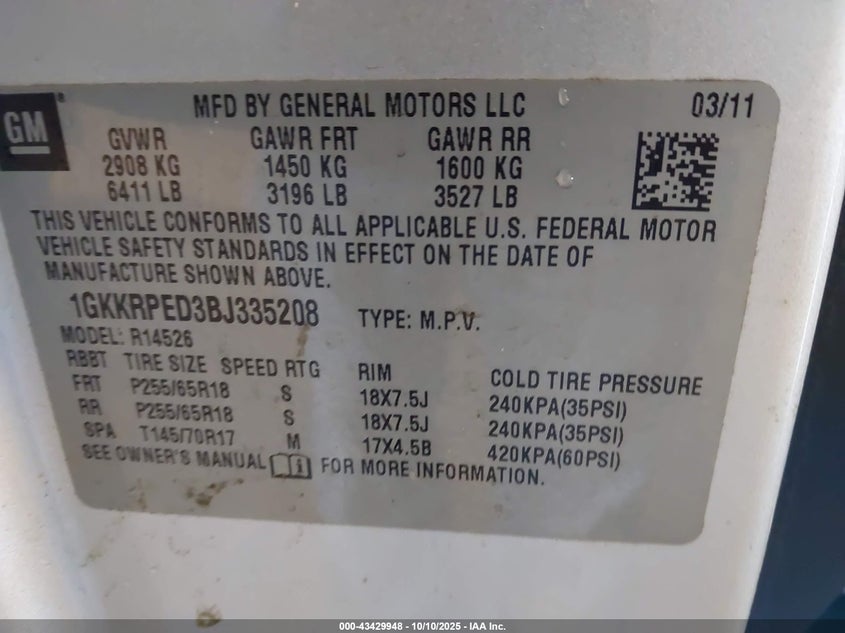 GM
MFD BY GENERAL MOTORS LLC 03/11
GVWR GAWR FRT GAWR RR
2908 KG 1450 KG 1600 KG
6411 LB 3196 LB 3527 LB
THIS VEHICLE CONFORMS TO ALL APPLICABLE U.S. FEDERAL MOTOR
VEHICLE SAFETY STANDARDS IN EFFECT ON THE DATE OF
MANUFACTURE SHOWN ABOVE.
1GKKRPED3BJ335208 TYPE: M.P.V.
MODEL: R14526
RBBT TIRE SIZE SPEED RTG RIM COLD TIRE PRESSURE
FRT P255/65R18 S 18X7.5J 240KPA(35PSI)
RR P255/65R18 S 18X7.5J 240KPA(35PSI)
SPA T145/70R17 M 17X4.5B 420KPA(60PSI)
SEE OWNER'S MANUAL FOR MORE INFORMATION.
000-43429948 - 10/10/2025 - IAA Inc.